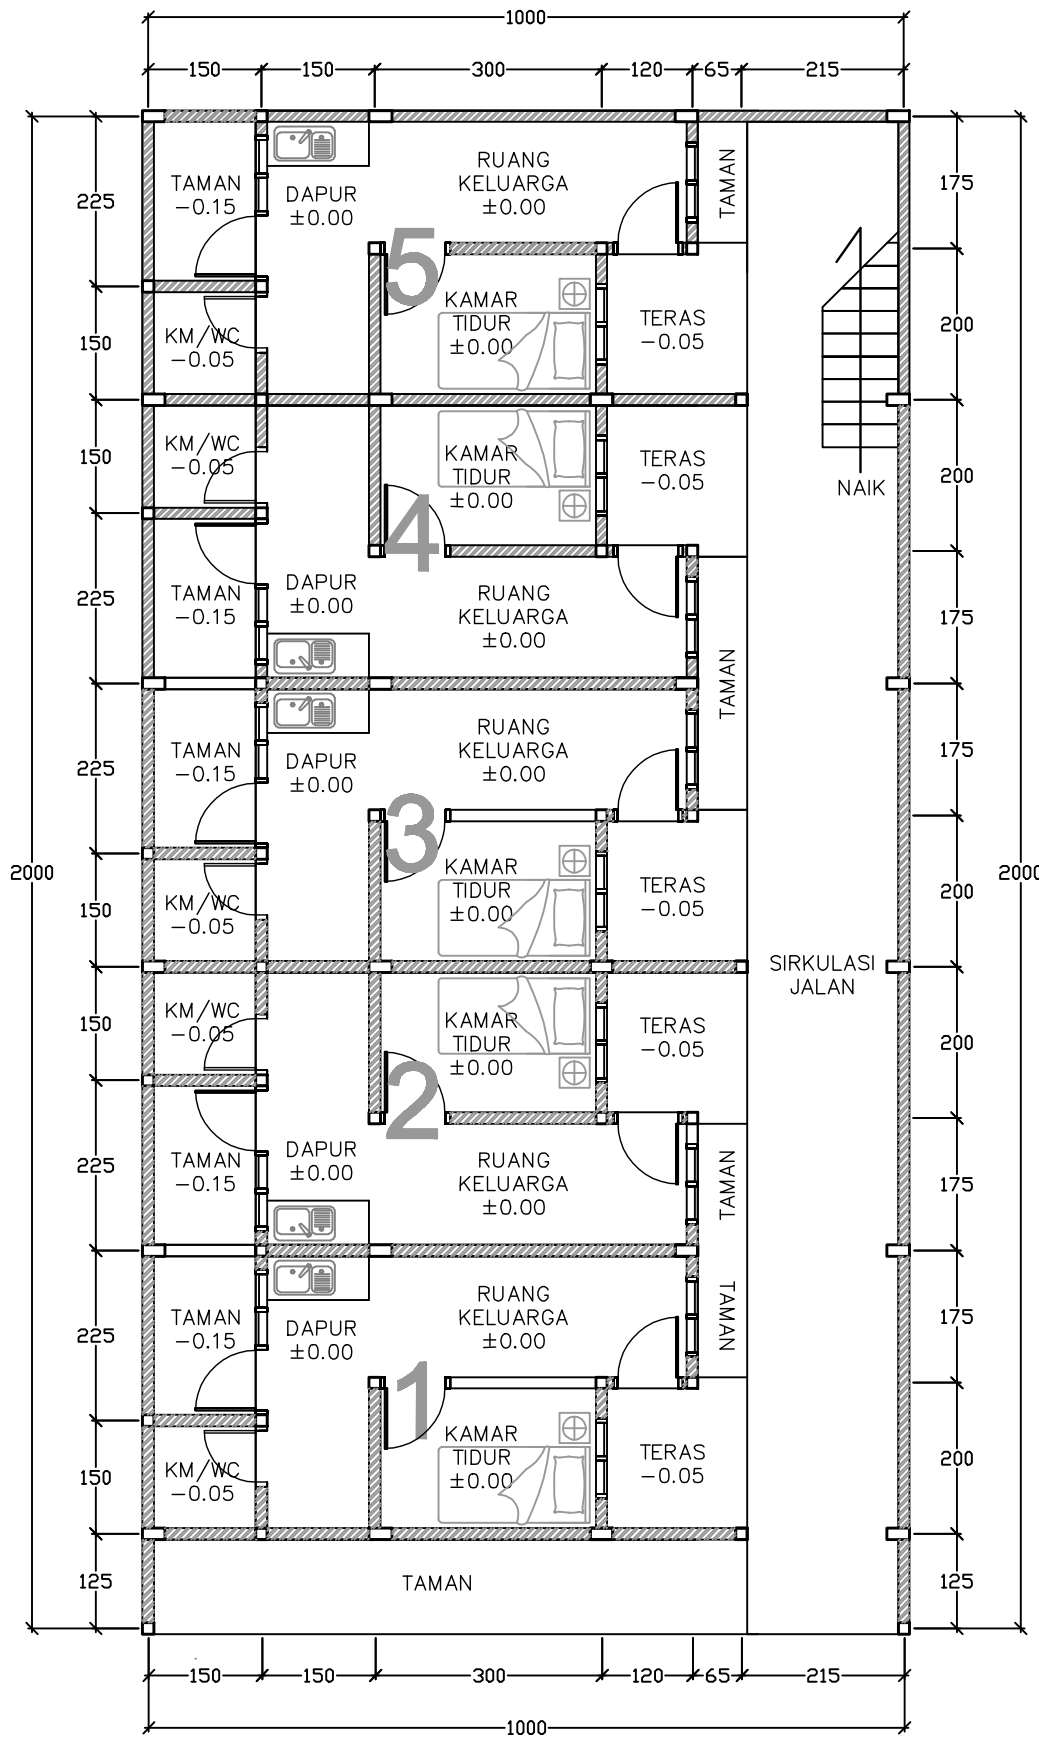 1000
150 150 300 120 65 215
225
TAMAN
-0.15
DAPUR
±0.00
RUANG
KELUARGA
±0.00
TAMAN
175
5
150
KM/WC
-0.05
KAMAR
TIDUR
±0.00
TERAS
-0.05
200
150
KM/WC
-0.05
KAMAR
TIDUR
±0.00
TERAS
-0.05
NAIK
200
4
225
TAMAN
-0.15
DAPUR
±0.00
RUANG
KELUARGA
±0.00
TAMAN
175
225
TAMAN
-0.15
DAPUR
±0.00
RUANG
KELUARGA
±0.00
175
3
2000
2000
150
KM/WC
-0.05
KAMAR
TIDUR
±0.00
TERAS
-0.05
200
SIRKULASI
JALAN
150
KM/WC
-0.05
KAMAR
TIDUR
±0.00
TERAS
-0.05
200
2
225
TAMAN
-0.15
DAPUR
±0.00
RUANG
KELUARGA
±0.00
TAMAN
175
225
TAMAN
-0.15
DAPUR
±0.00
RUANG
KELUARGA
±0.00
TAMAN
175
1
150
KM/WC
-0.05
KAMAR
TIDUR
±0.00
TERAS
-0.05
200
125
TAMAN
125
150 150 300 120 65 215
1000